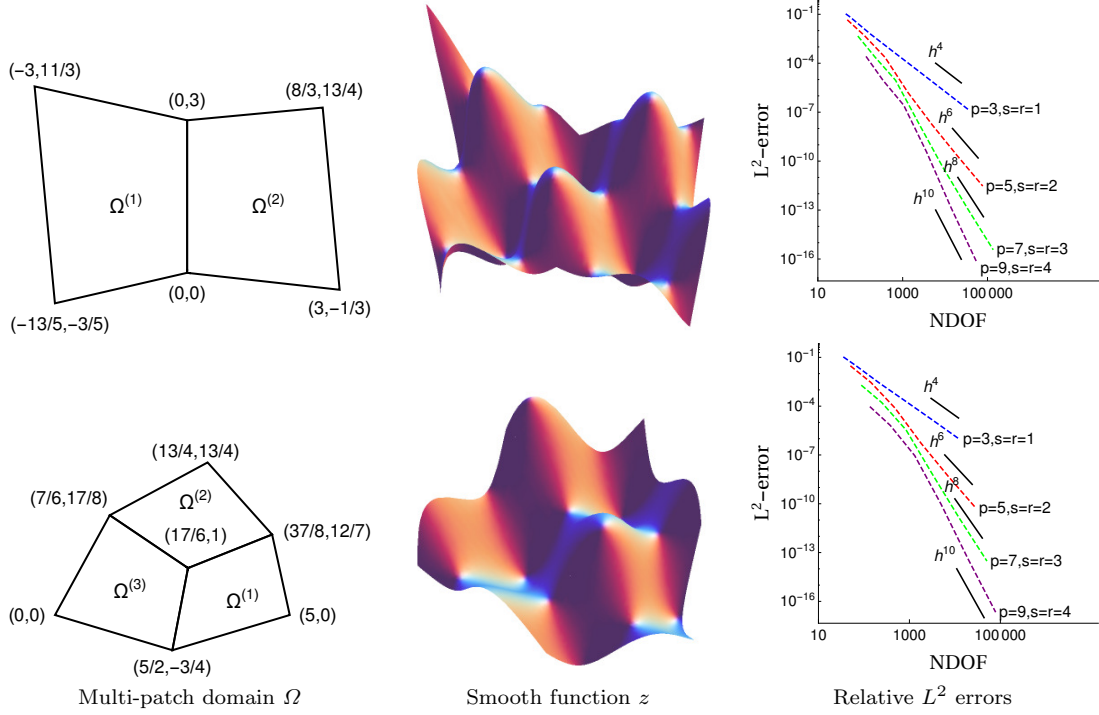 (−3,11/3)
(0,3)
(8/3,13/4)
Ω(1)
Ω(2)
(0,0)
(3,−1/3)
(−13/5,−3/5)
10−1
10−4
10−7
10−10
10−13
10−16
L2−error
h4
p=3,s=r=1
h6
h8
p=5,s=r=2
h10
p=7,s=r=3
p=9,s=r=4
10
1000
100000
NDOF
(13/4,13/4)
(7/6,17/8)
Ω(2)
(17/6,1)
(37/8,12/7)
Ω(3)
Ω(1)
(0,0)
(5,0)
(5/2,−3/4)
10−1
10−4
10−7
10−10
10−13
10−16
L2−error
h4
p=3,s=r=1
h6
h8
p=5,s=r=2
h10
p=7,s=r=3
p=9,s=r=4
10
1000
100000
NDOF
Multi-patch domain Ω
Smooth function z
Relative L2 errors